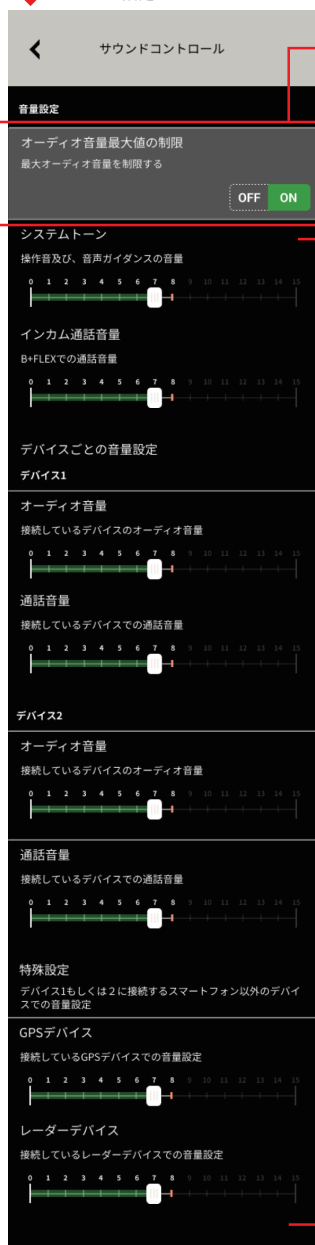 サウンドコントロール
音量設定
オーディオ音量最大値の制限
最大オーディオ音量を制限する
OFF ON
システムトーン
操作音及び、音声ガイダンスの音量
0 1 2 3 4 5 6 7 8 9 10 11 12 13 14 15
インカム通話音量
B+FLEXでの通話音量
0 1 2 3 4 5 6 7 8 9 10 11 12 13 14 15
デバイスごとの音量設定
デバイス1
オーディオ音量
接続しているデバイスのオーディオ音量
0 1 2 3 4 5 6 7 8 9 10 11 12 13 14 15
通話音量
接続しているデバイスでの通話音量
0 1 2 3 4 5 6 7 8 9 10 11 12 13 14 15
デバイス2
オーディオ音量
接続しているデバイスのオーディオ音量
0 1 2 3 4 5 6 7 8 9 10 11 12 13 14 15
通話音量
接続しているデバイスでの通話音量
0 1 2 3 4 5 6 7 8 9 10 11 12 13 14 15
特殊設定
デバイス1もしくは２に接続するスマートフォン以外のデバイ
スでの音量設定
GPSデバイス
接続しているGPSデバイスでの音量設定
0 1 2 3 4 5 6 7 8 9 10 11 12 13 14 15
レーダーデバイス
接続しているレーダーデバイスでの音量設定
0 1 2 3 4 5 6 7 8 9 10 11 12 13 14 15